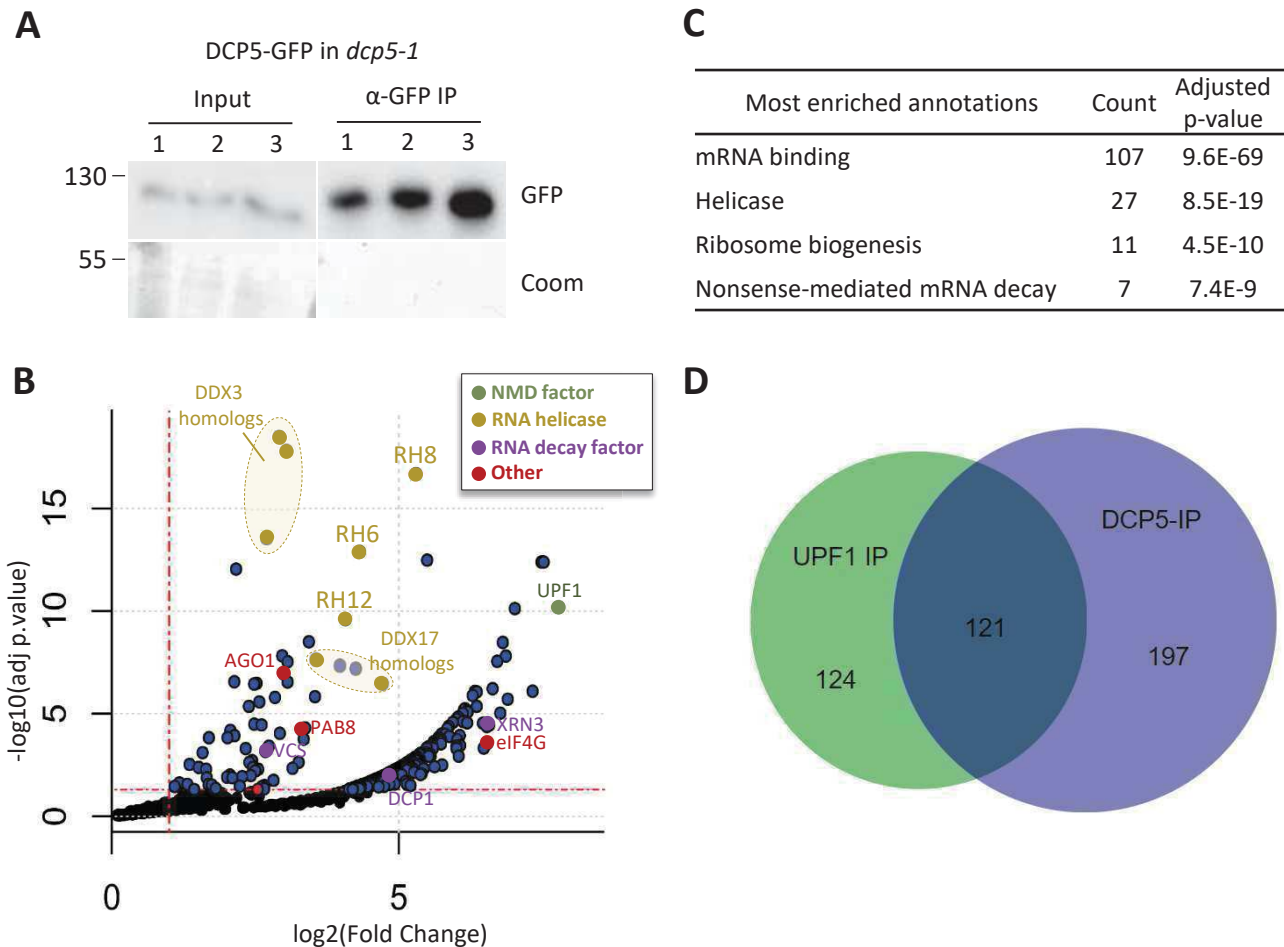 A
DCP5-GFP in dcp5-1
Input
α-GFP IP
1 2 3 1 2 3
130
GFP
55
Coom
C
Most enriched annotations Count Adjusted p-value
mRNA binding 107 9.6E-69
Helicase 27 8.5E-19
Ribosome biogenesis 11 4.5E-10
Nonsense-mediated mRNA decay 7 7.4E-9
B
DDX3
homologs
NMD factor
RNA helicase
RNA decay factor
Other
RH8
RH6
UPF1
RH12
DDX17
homologs
AGO1
PAB8
VCS
XRN3
eIF4G
DCP1
15
10
5
0
-log10(adj p.value)
0 5
log2(Fold Change)
D
UPF1 IP
DCP5-IP
124
121
197